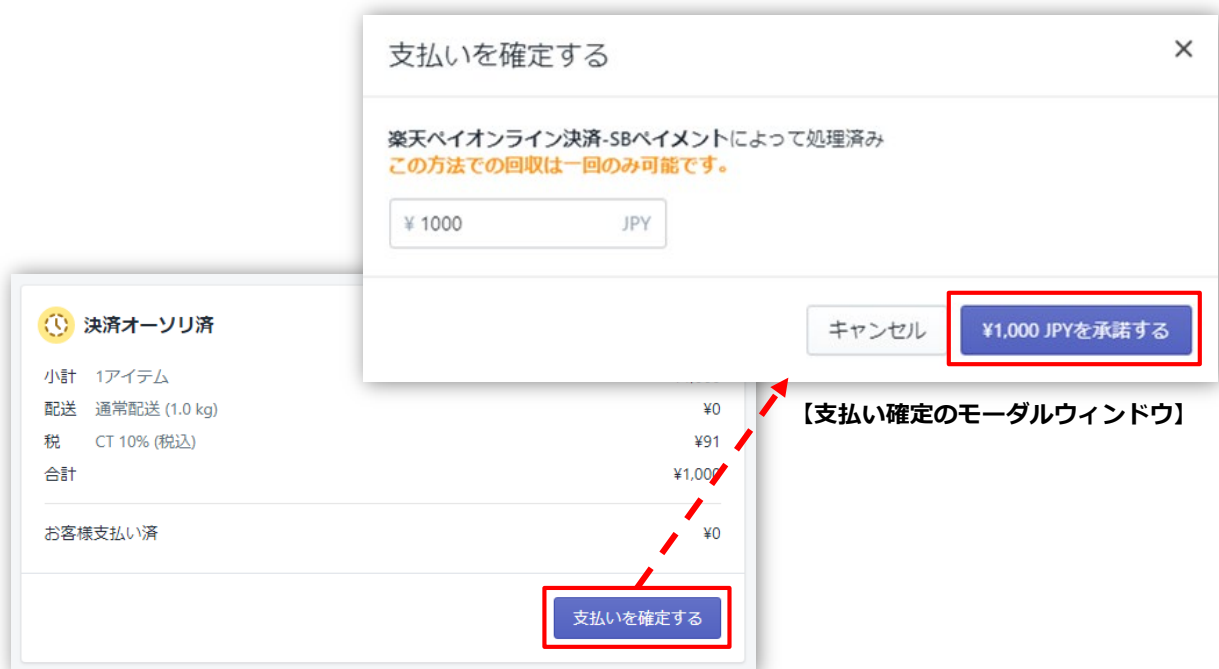 支払いを確定する
×
楽天ペイオンライン決済-SBペイメントによって処理済み
この方法での回収は一回のみ可能です。
¥ 1000 JPY
キャンセル
¥1,000 JPYを承諾する
【支払い確定のモーダルウィンドウ】
決済オーソリ済
小計 1アイテム
配送 通常配送 (1.0 kg) ¥0
税 CT 10% (税込) ¥91
合計 ¥1,000
お客様支払い済 ¥0
支払いを確定する